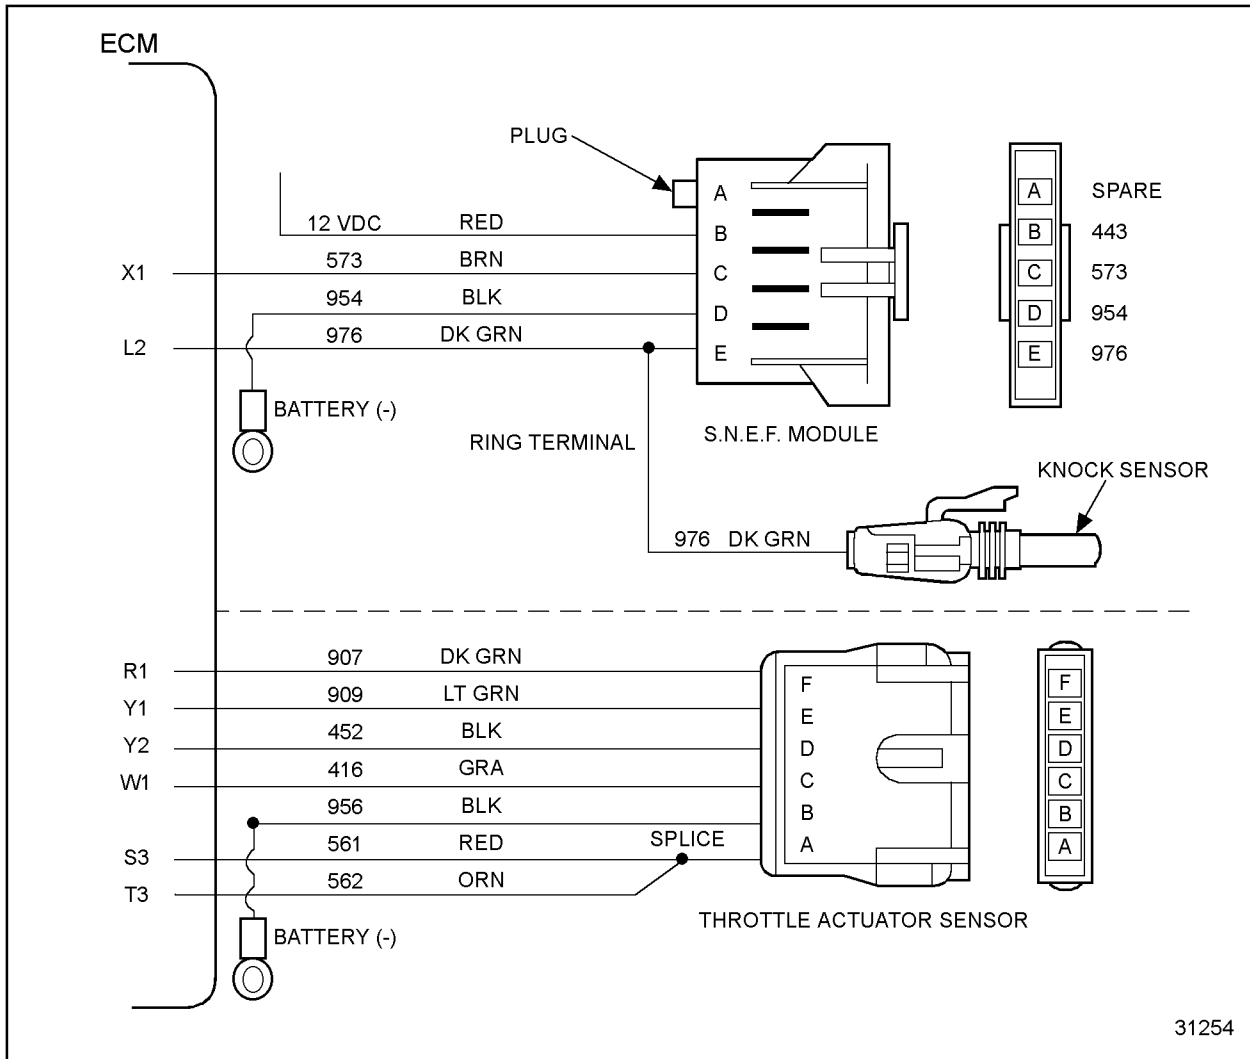 ECM
PLUG
A
SPARE
A
12 VDC RED
B
B
443
X1
573 BRN
C
C
573
954 BLK
D
D
954
L2
976 DK GRN
E
E
976
BATTERY (-)
RING TERMINAL
S.N.E.F. MODULE
KNOCK SENSOR
976 DK GRN
R1
907 DK GRN
F
F
Y1
909 LT GRN
E
E
Y2
452 BLK
D
D
W1
416 GRA
C
C
956 BLK
B
B
S3
561 RED
SPLICE
A
A
T3
562 ORN
THROTTLE ACTUATOR SENSOR
BATTERY (-)
31254